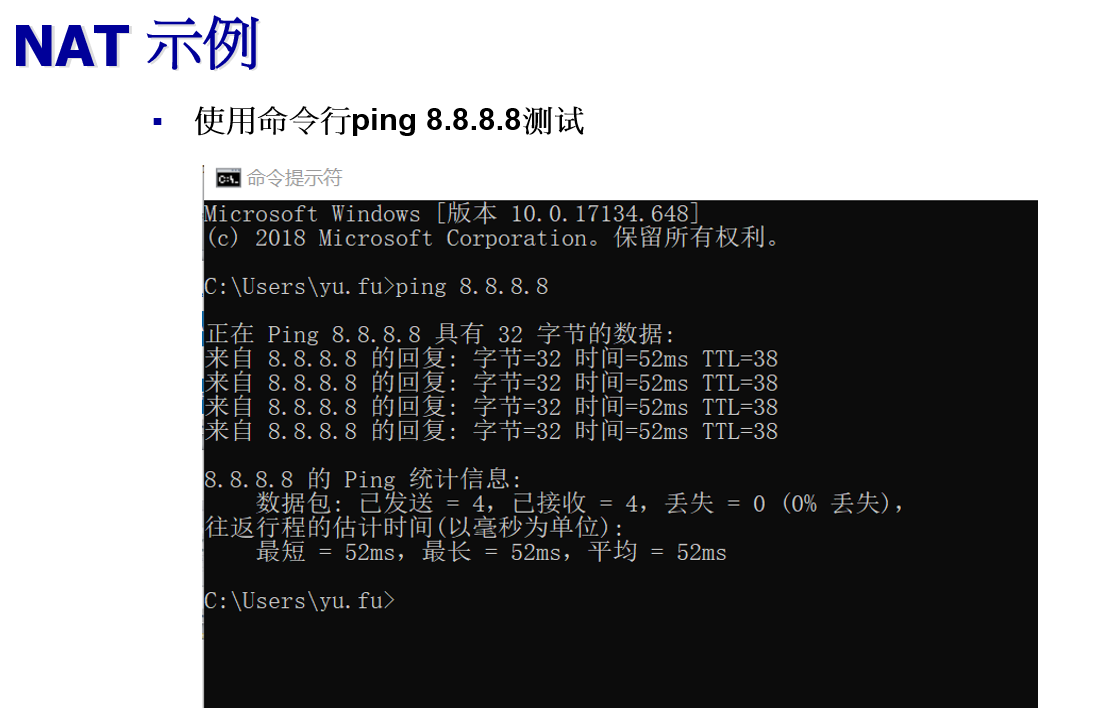 NAT 示例
▪ 使用命令行ping 8.8.8.8测试
命令提示符
Microsoft Windows [版本 10.0.17134.648]
(c) 2018 Microsoft Corporation。保留所有权利。
C:\Users\yu.fu>ping 8.8.8.8
正在 Ping 8.8.8.8 具有 32 字节的数据:
来自 8.8.8.8 的回复: 字节=32 时间=52ms TTL=38
来自 8.8.8.8 的回复: 字节=32 时间=52ms TTL=38
来自 8.8.8.8 的回复: 字节=32 时间=52ms TTL=38
来自 8.8.8.8 的回复: 字节=32 时间=52ms TTL=38
8.8.8.8 的 Ping 统计信息:
数据包: 已发送 = 4，已接收 = 4，丢失 = 0 (0% 丢失)，
往返行程的估计时间(以毫秒为单位):
最短 = 52ms，最长 = 52ms，平均 = 52ms
C:\Users\yu.fu>